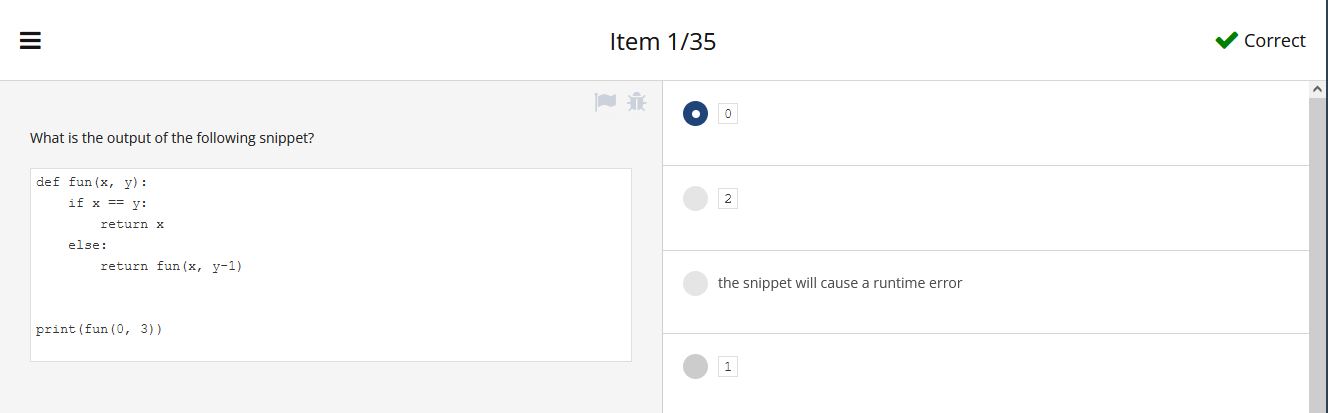 Item 1/35
Correct
What is the output of the following snippet?
def fun(x, y):
    if x == y:
        return x
    else:
        return fun(x, y-1)
print(fun(0, 3))
0
2
the snippet will cause a runtime error
1